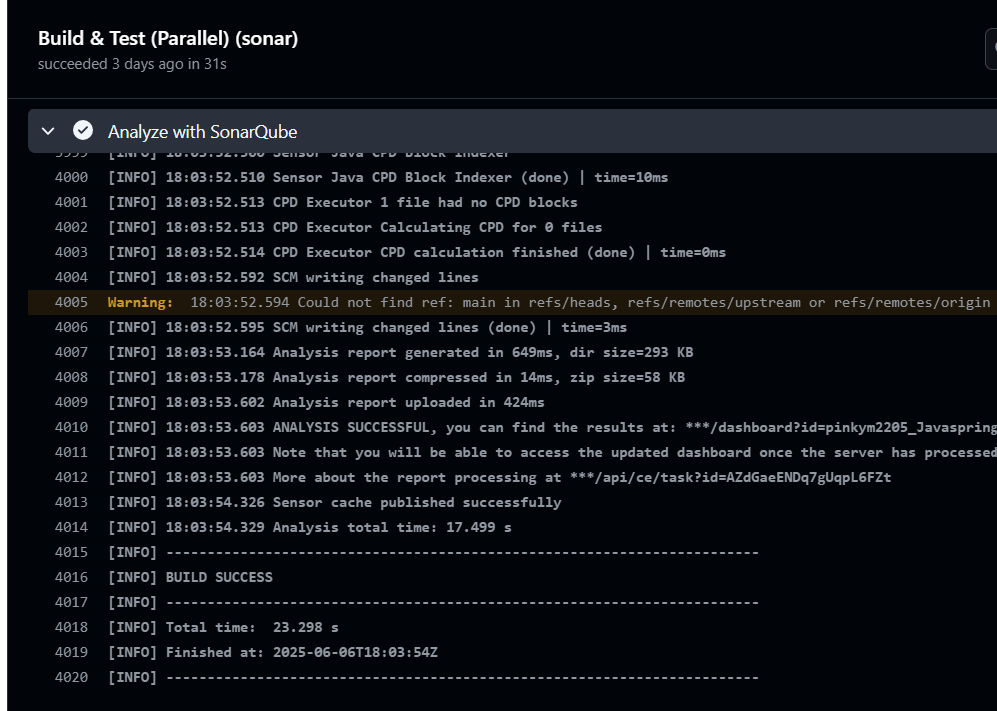 Build & Test (Parallel) (sonar)
succeeded 3 days ago in 31s
Analyze with SonarQube
3999 [INFO] 18:03:52.500 Sensor Java CPD Block Indexer
4000 [INFO] 18:03:52.510 Sensor Java CPD Block Indexer (done) | time=10ms
4001 [INFO] 18:03:52.513 CPD Executor 1 file had no CPD blocks
4002 [INFO] 18:03:52.513 CPD Executor Calculating CPD for 0 files
4003 [INFO] 18:03:52.514 CPD Executor CPD calculation finished (done) | time=0ms
4004 [INFO] 18:03:52.592 SCM writing changed lines
4005 Warning:  18:03:52.594 Could not find ref: main in refs/heads, refs/remotes/upstream or refs/remotes/origin
4006 [INFO] 18:03:52.595 SCM writing changed lines (done) | time=3ms
4007 [INFO] 18:03:53.164 Analysis report generated in 649ms, dir size=293 KB
4008 [INFO] 18:03:53.178 Analysis report compressed in 14ms, zip size=58 KB
4009 [INFO] 18:03:53.602 Analysis report uploaded in 424ms
4010 [INFO] 18:03:53.603 ANALYSIS SUCCESSFUL, you can find the results at: ***/dashboard?id=pinkym2205_Javaspring
4011 [INFO] 18:03:53.603 Note that you will be able to access the updated dashboard once the server has processed
4012 [INFO] 18:03:53.603 More about the report processing at ***/api/ce/task?id=AZdGaeENDq7gUqpL6FZt
4013 [INFO] 18:03:54.326 Sensor cache published successfully
4014 [INFO] 18:03:54.329 Analysis total time: 17.499 s
4015 [INFO] ------------------------------------------------------------------------
4016 [INFO] BUILD SUCCESS
4017 [INFO] ------------------------------------------------------------------------
4018 [INFO] Total time:  23.298 s
4019 [INFO] Finished at: 2025-06-06T18:03:54Z
4020 [INFO] ------------------------------------------------------------------------